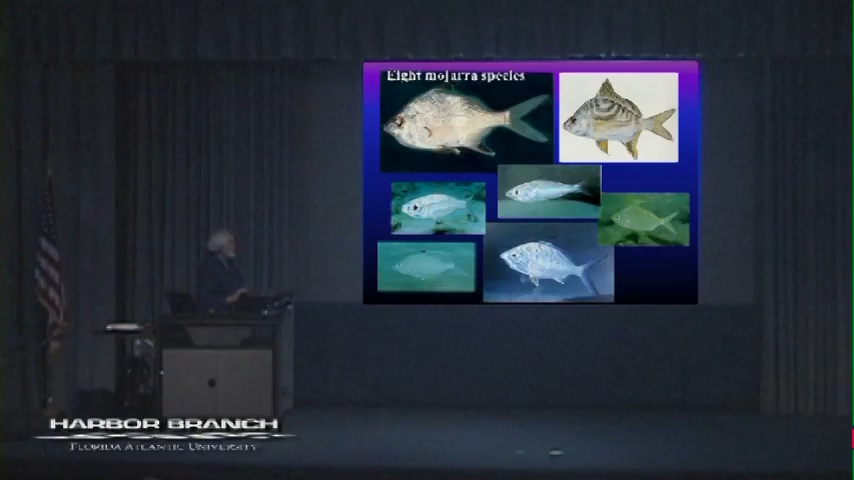 Eight mojarra species
HARBOR BRANCH
FLORIDA ATLANTIC UNIVERSITY